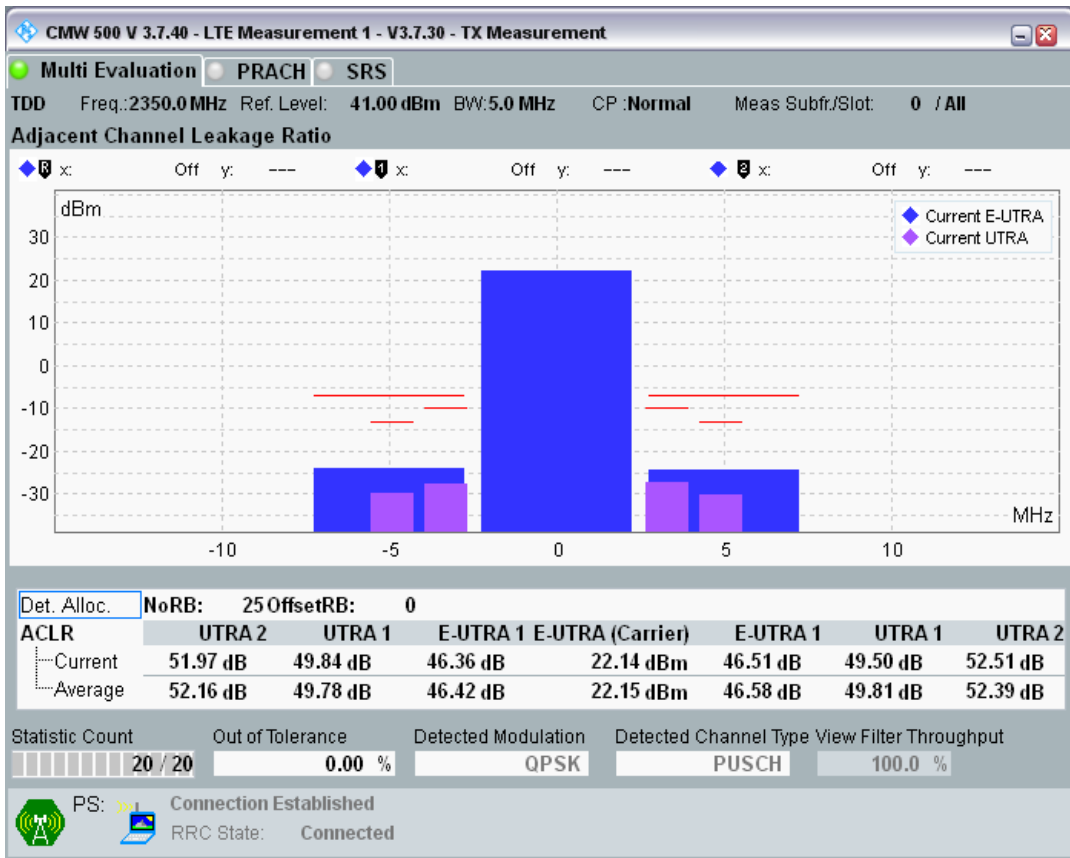 CMW 500 V 3.7.40 - LTE Measurement 1 - V3.7.30 - TX Measurement
Multi Evaluation PRACH SRS
TDD Freq.:2350.0 MHz Ref. Level: 41.00 dBm BW:5.0 MHz CP :Normal Meas Subfr./Slot: 0 / All
Adjacent Channel Leakage Ratio
R x: Off y: --- 1 x: Off y: --- 2 x: Off y: ---
dBm
Current E-UTRA
Current UTRA
30
20
10
0
-10
-20
-30
MHz
-10 -5 0 5 10
Det. Alloc. NoRB: 25 OffsetRB: 0
ACLR UTRA 2 UTRA 1 E-UTRA 1 E-UTRA (Carrier) E-UTRA 1 UTRA 1 UTRA 2
Current 51.97 dB 49.84 dB 46.36 dB 22.14 dBm 46.51 dB 49.50 dB 52.51 dB
Average 52.16 dB 49.78 dB 46.42 dB 22.15 dBm 46.58 dB 49.81 dB 52.39 dB
Statistic Count Out of Tolerance Detected Modulation Detected Channel Type View Filter Throughput
20 / 20 0.00 % QPSK PUSCH 100.0 %
PS: Connection Established
RRC State: Connected